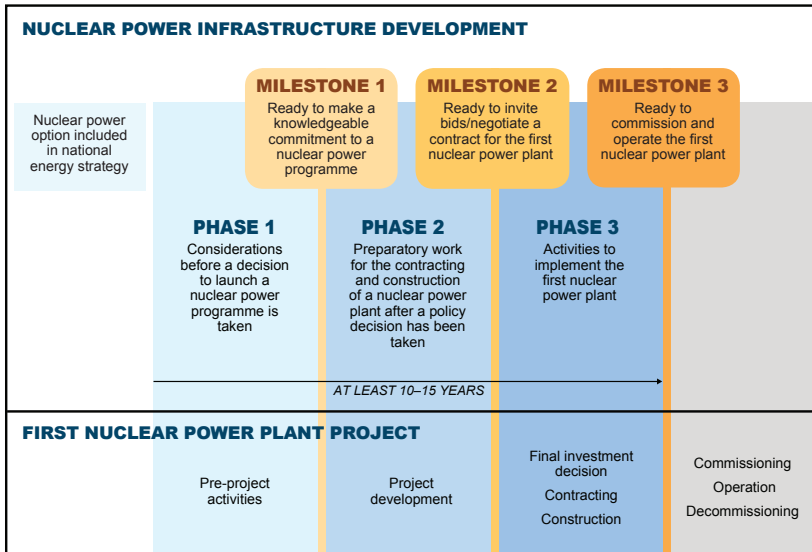 NUCLEAR POWER INFRASTRUCTURE DEVELOPMENT
Nuclear power
option included
in national
energy strategy
MILESTONE 1
Ready to make a
knowledgeable
commitment to a
nuclear power
programme
MILESTONE 2
Ready to invite
bids/negotiate a
contract for the first
nuclear power plant
MILESTONE 3
Ready to
commission and
operate the first
nuclear power plant
PHASE 1
Considerations
before a decision
to launch a
nuclear power
programme is
taken
PHASE 2
Preparatory work
for the contracting
and construction
of a nuclear power
plant after a policy
decision has been
taken
PHASE 3
Activities to
implement the
first nuclear
power plant
AT LEAST 10–15 YEARS
FIRST NUCLEAR POWER PLANT PROJECT
Pre-project
activities
Project
development
Final investment
decision
Contracting
Construction
Commissioning
Operation
Decommissioning